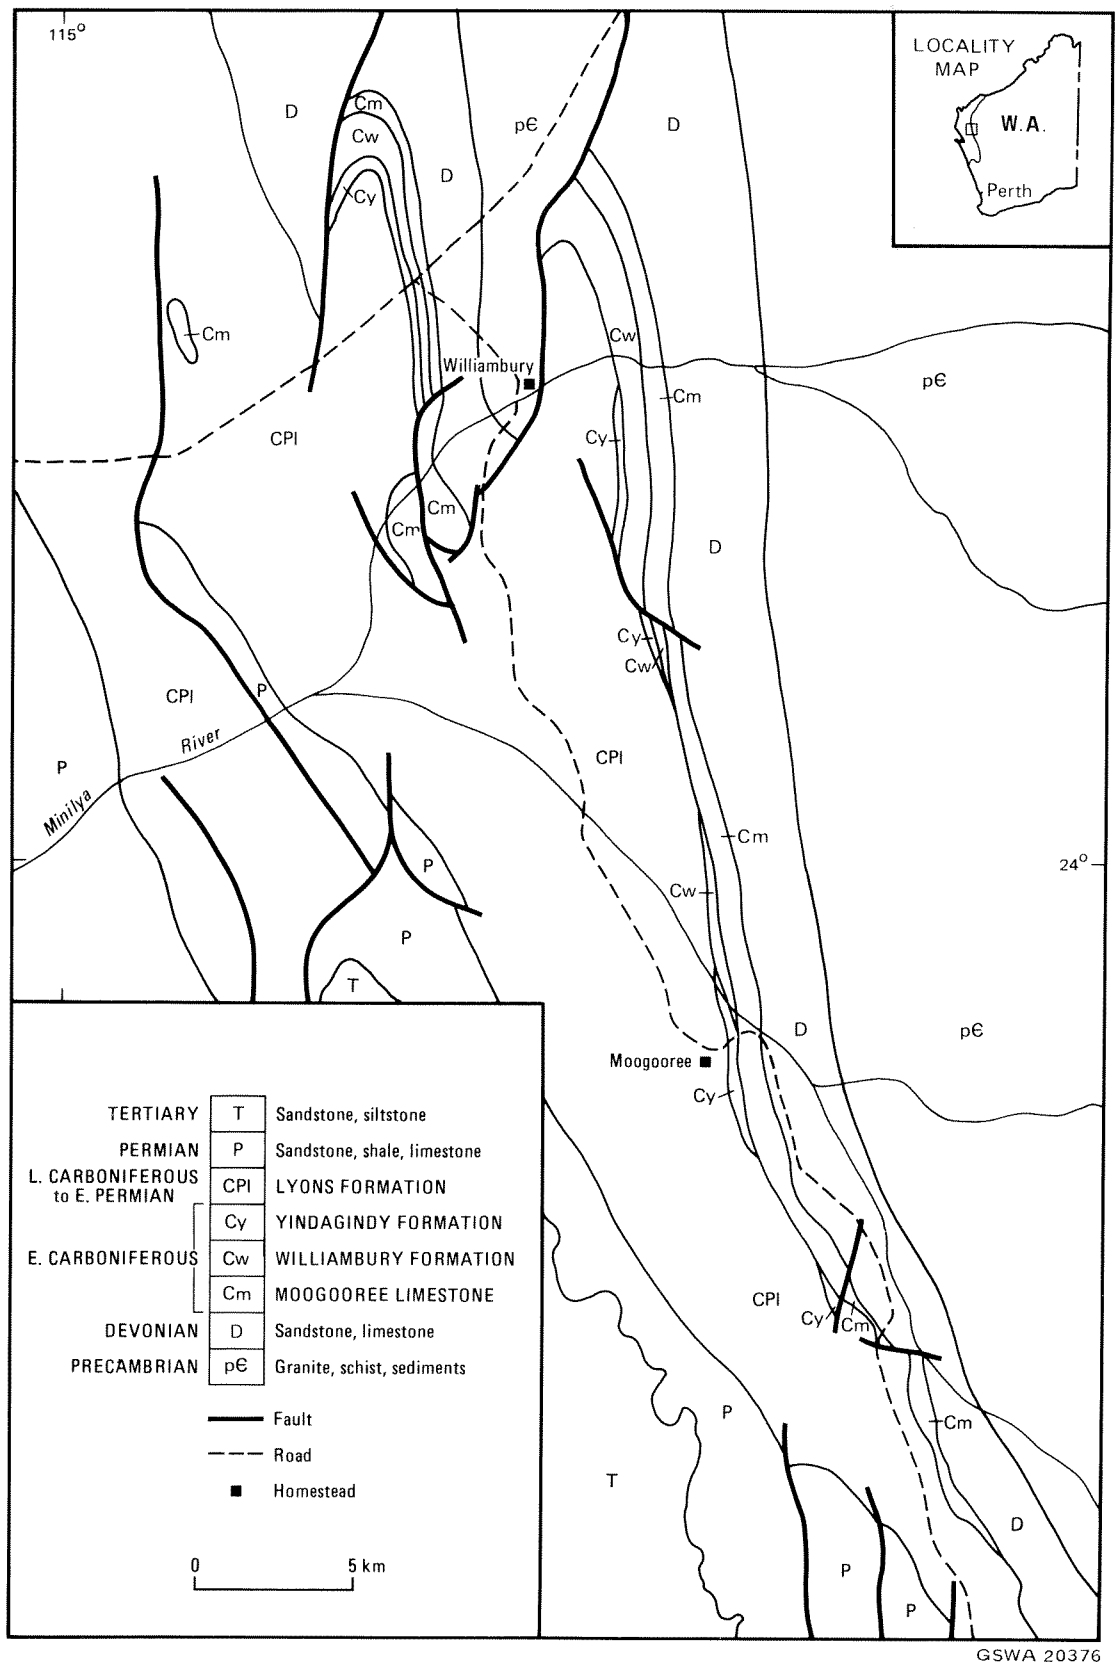 115°
LOCALITY
MAP
W.A.
Perth
D
Cm
Cw
Cy
D
pЄ
D
Cm
Cw
Williambury
Cm
pЄ
CPl
Cy
Cm
Cm
D
Cy
Cw
CPl
P
River
CPl
P
Minilya
Cm
24°
P
Cw
P
T
D
pЄ
Moogooree
Cy
CPl
Cy
Cm
P
Cm
T
D
P
P
TERTIARY T Sandstone, siltstone
PERMIAN P Sandstone, shale, limestone
L. CARBONIFEROUS
to E. PERMIAN CPl LYONS FORMATION
Cy YINDAGINDY FORMATION
E. CARBONIFEROUS Cw WILLIAMBURY FORMATION
Cm MOOGOOREE LIMESTONE
DEVONIAN D Sandstone, limestone
PRECAMBRIAN pЄ Granite, schist, sediments
Fault
Road
Homestead
0 5 km
GSWA 20376